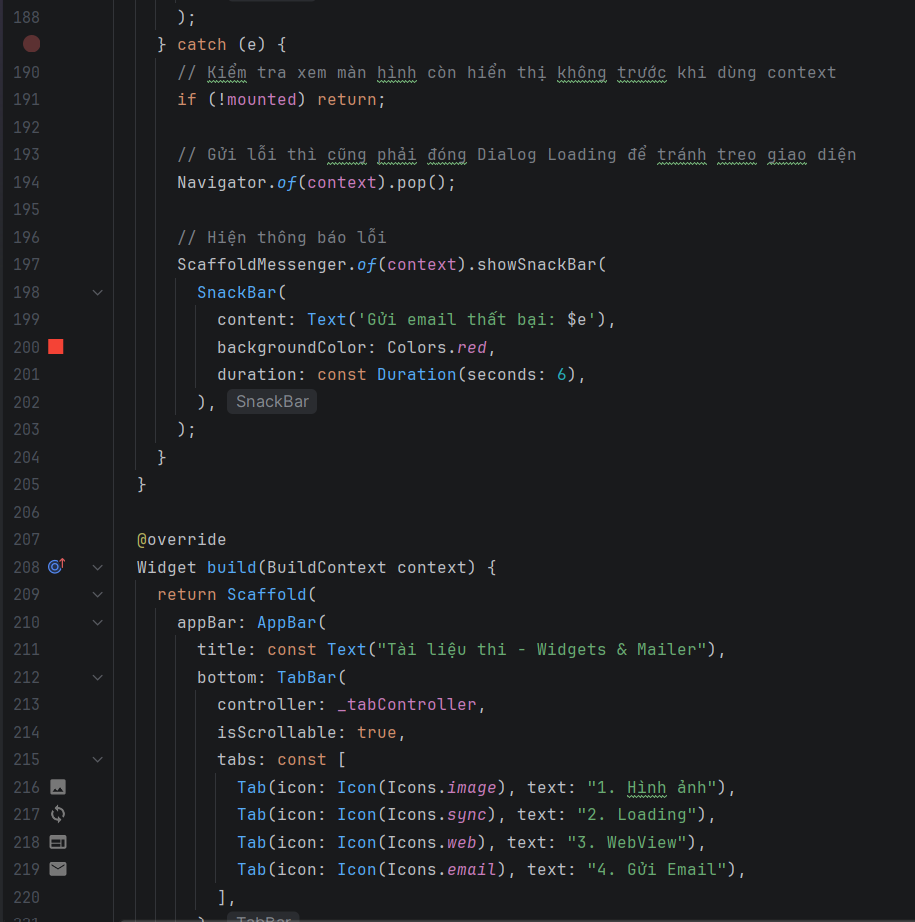 188 );
} catch (e) {
190 // Kiểm tra xem màn hình còn hiển thị không trước khi dùng context
191 if (!mounted) return;
192
193 // Gửi lỗi thì cũng phải đóng Dialog Loading để tránh treo giao diện
194 Navigator.of(context).pop();
195
196 // Hiện thông báo lỗi
197 ScaffoldMessenger.of(context).showSnackBar(
198 SnackBar(
199 content: Text('Gửi email thất bại: $e'),
200 backgroundColor: Colors.red,
201 duration: const Duration(seconds: 6),
202 ), SnackBar
203 );
204 }
205 }
206
207 @override
208 Widget build(BuildContext context) {
209 return Scaffold(
210 appBar: AppBar(
211 title: const Text("Tài liệu thi - Widgets & Mailer"),
212 bottom: TabBar(
213 controller: _tabController,
214 isScrollable: true,
215 tabs: const [
216 Tab(icon: Icon(Icons.image), text: "1. Hình ảnh"),
217 Tab(icon: Icon(Icons.sync), text: "2. Loading"),
218 Tab(icon: Icon(Icons.web), text: "3. WebView"),
219 Tab(icon: Icon(Icons.email), text: "4. Gửi Email"),
220 ],
221 ), TabBar